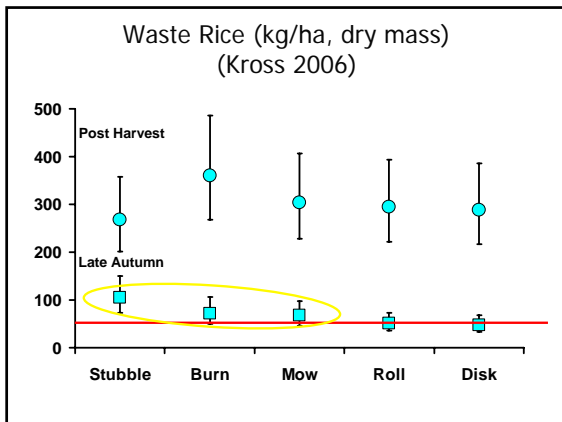 Waste Rice (kg/ha, dry mass)
(Kross 2006)
500
Post Harvest
400
300
200
Late Autumn
100
0
Stubble Burn Mow Roll Disk